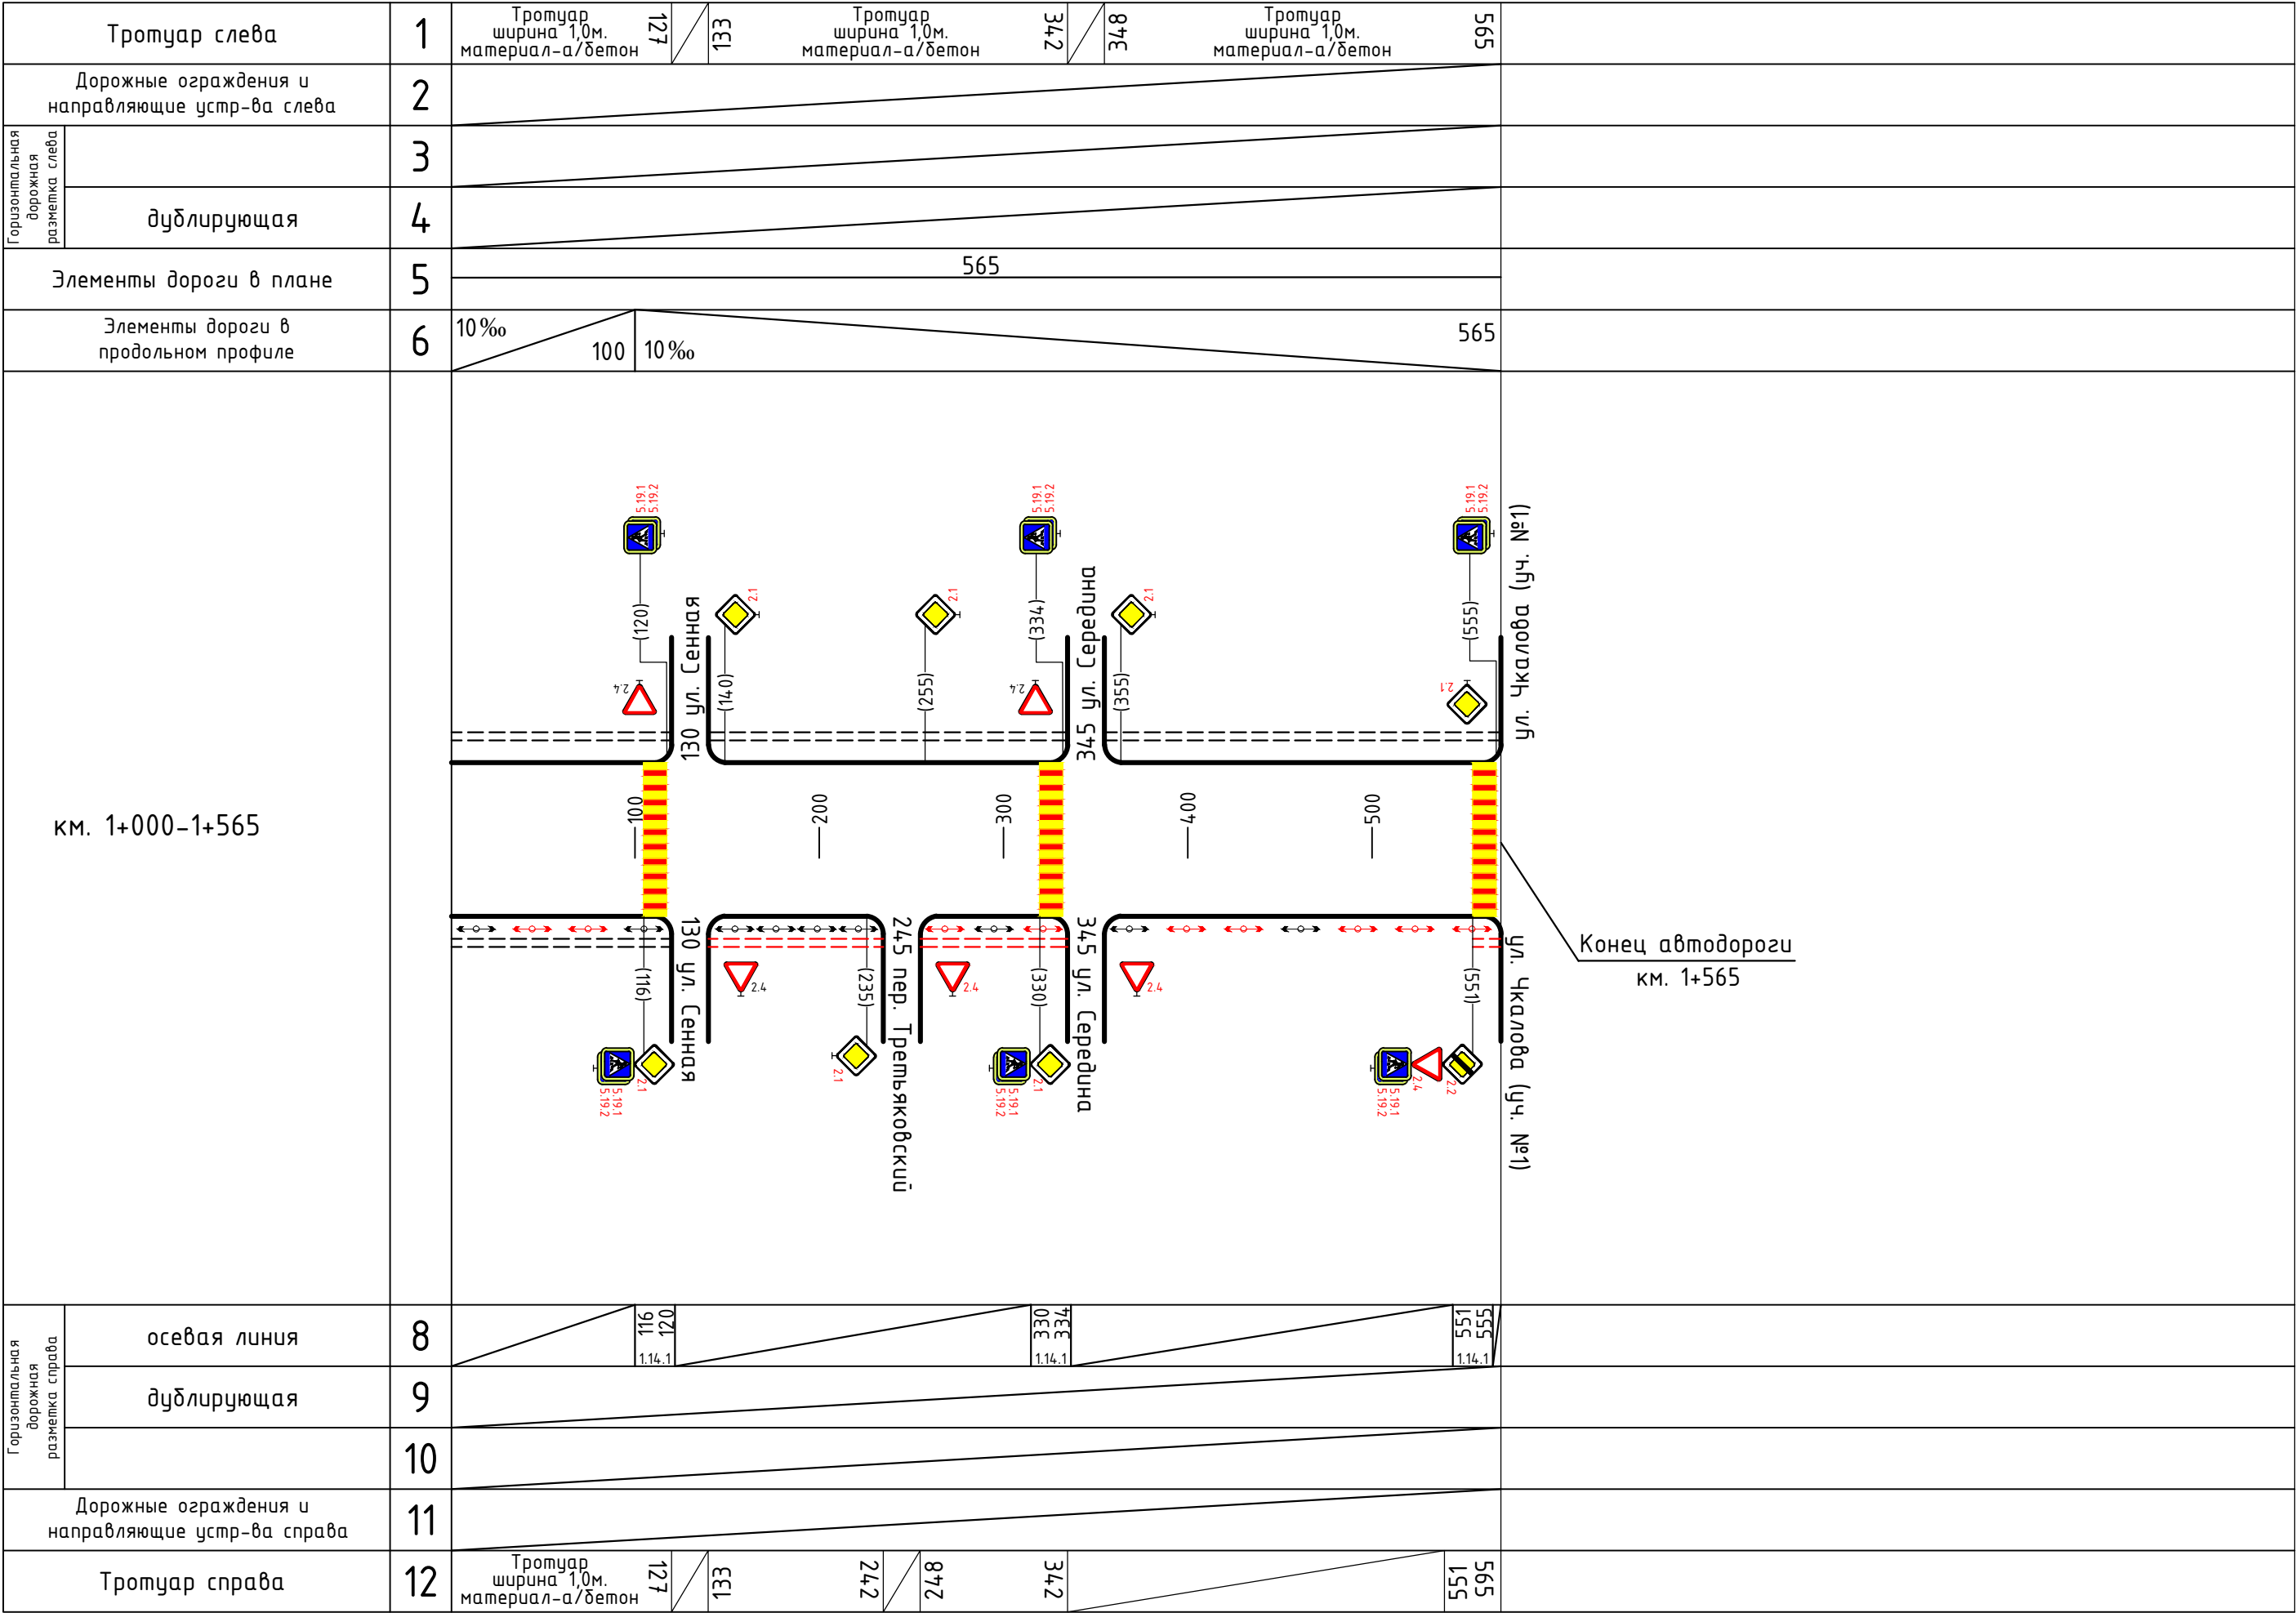 Тротуар слева
1
Тротуар
ширина 1,0м.
материал-а/бетон
127
133
Тротуар
ширина 1,0м.
материал-а/бетон
342
348
Тротуар
ширина 1,0м.
материал-а/бетон
565
Дорожные ограждения и
направляющие устр-ва слева
2
Горизонтальная
дорожная
разметка слева
3
дублирующая
4
Элементы дороги в плане
5
565
Элементы дороги в
продольном профиле
6
10‰
100
10‰
565
км. 1+000-1+565
5.19.1
5.19.2
(120)
2.4
130 ул. Сенная
2.1
(140)
2.1
(255)
5.19.1
5.19.2
(334)
2.4
345 ул. Середина
2.1
(355)
5.19.1
5.19.2
(555)
2.1
ул. Чкалова (уч. №1)
100
200
300
400
500
(116)
5.19.1
5.19.2
2.1
130 ул. Сенная
2.4
(235)
2.1
245 пер. Третьяковский
2.4
(330)
5.19.1
5.19.2
2.1
345 ул. Середина
2.4
(551)
5.19.1
5.19.2
2.4
2.2
ул. Чкалова (уч. №1)
Конец автодороги
км. 1+565
Горизонтальная
дорожная
разметка справа
осевая линия
8
116
120
1.14.1
330
334
1.14.1
551
555
1.14.1
дублирующая
9
10
Дорожные ограждения и
направляющие устр-ва справа
11
Тротуар справа
12
Тротуар
ширина 1,0м.
материал-а/бетон
127
133
242
248
342
551
565